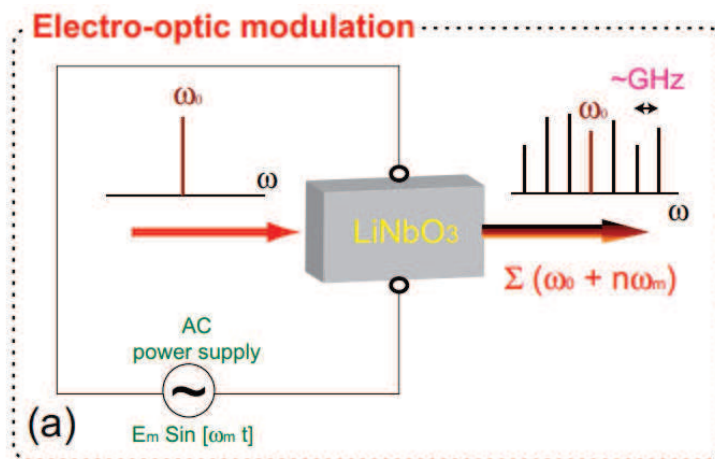 Electro-optic modulation
~GHz
ω₀
ω₀
ω
LiNbO₃
ω
Σ (ω₀ + nωₘ)
AC
power supply
~
(a)
Eₘ Sin [ωₘ t]